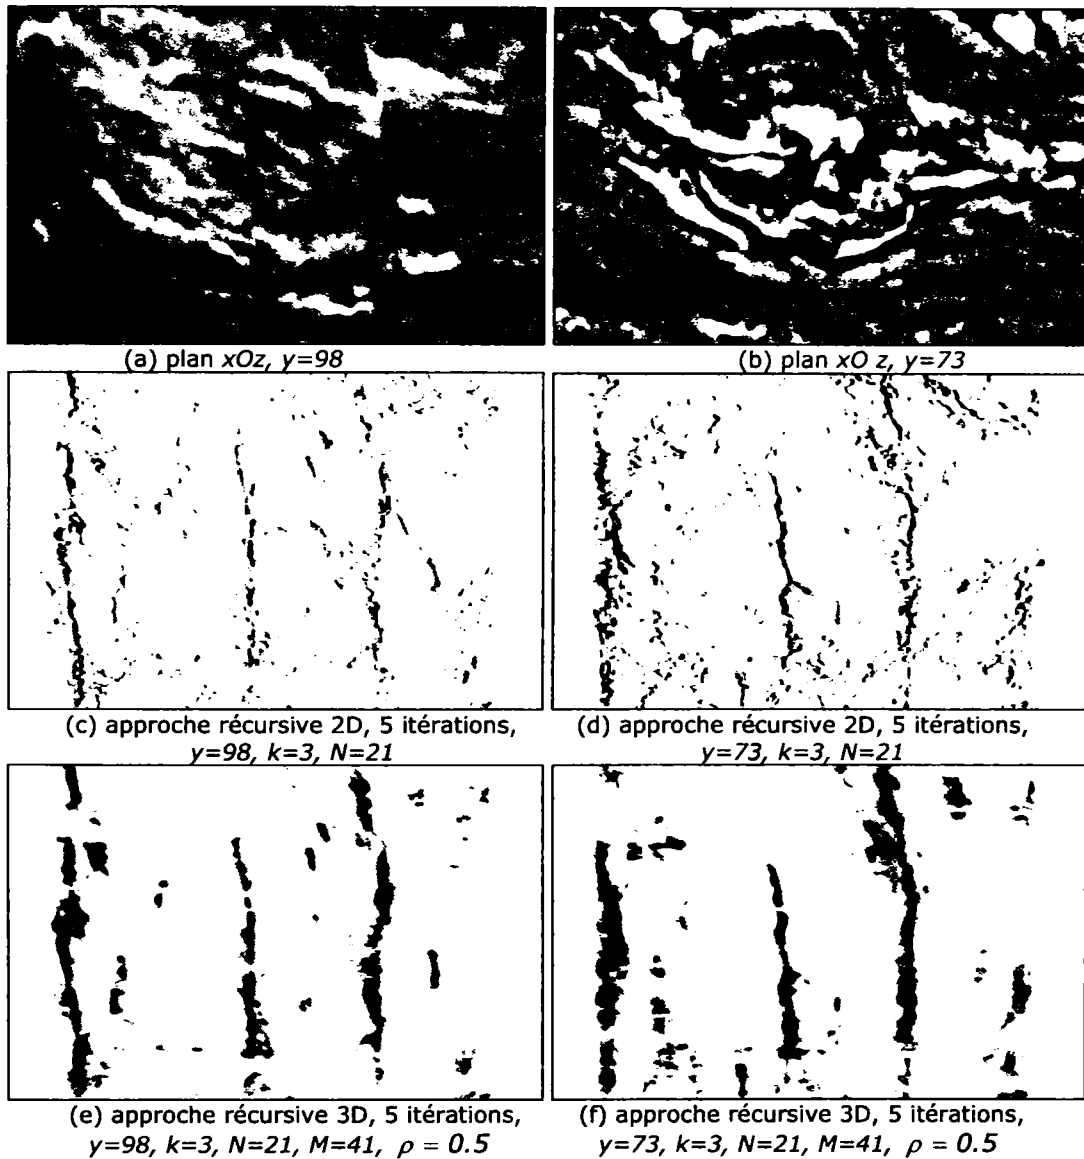 (a) plan xOz, y=98
(b) plan xO z, y=73
(c) approche récursive 2D, 5 itérations,
y=98, k=3, N=21
(d) approche récursive 2D, 5 itérations,
y=73, k=3, N=21
(e) approche récursive 3D, 5 itérations,
y=98, k=3, N=21, M=41, ρ = 0.5
(f) approche récursive 3D, 5 itérations,
y=73, k=3, N=21, M=41, ρ = 0.5